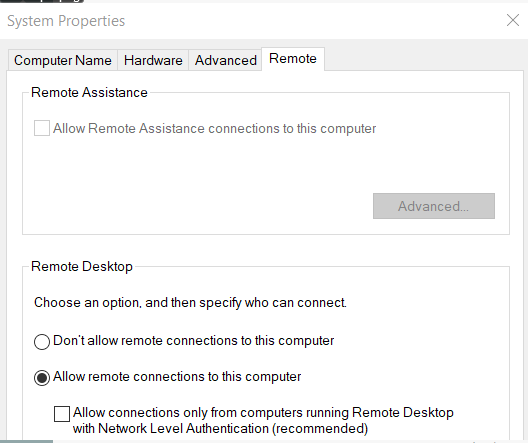 System Properties
Computer Name Hardware Advanced Remote
Remote Assistance
Allow Remote Assistance connections to this computer
Advanced...
Remote Desktop
Choose an option, and then specify who can connect.
Don't allow remote connections to this computer
Allow remote connections to this computer
Allow connections only from computers running Remote Desktop
with Network Level Authentication (recommended)